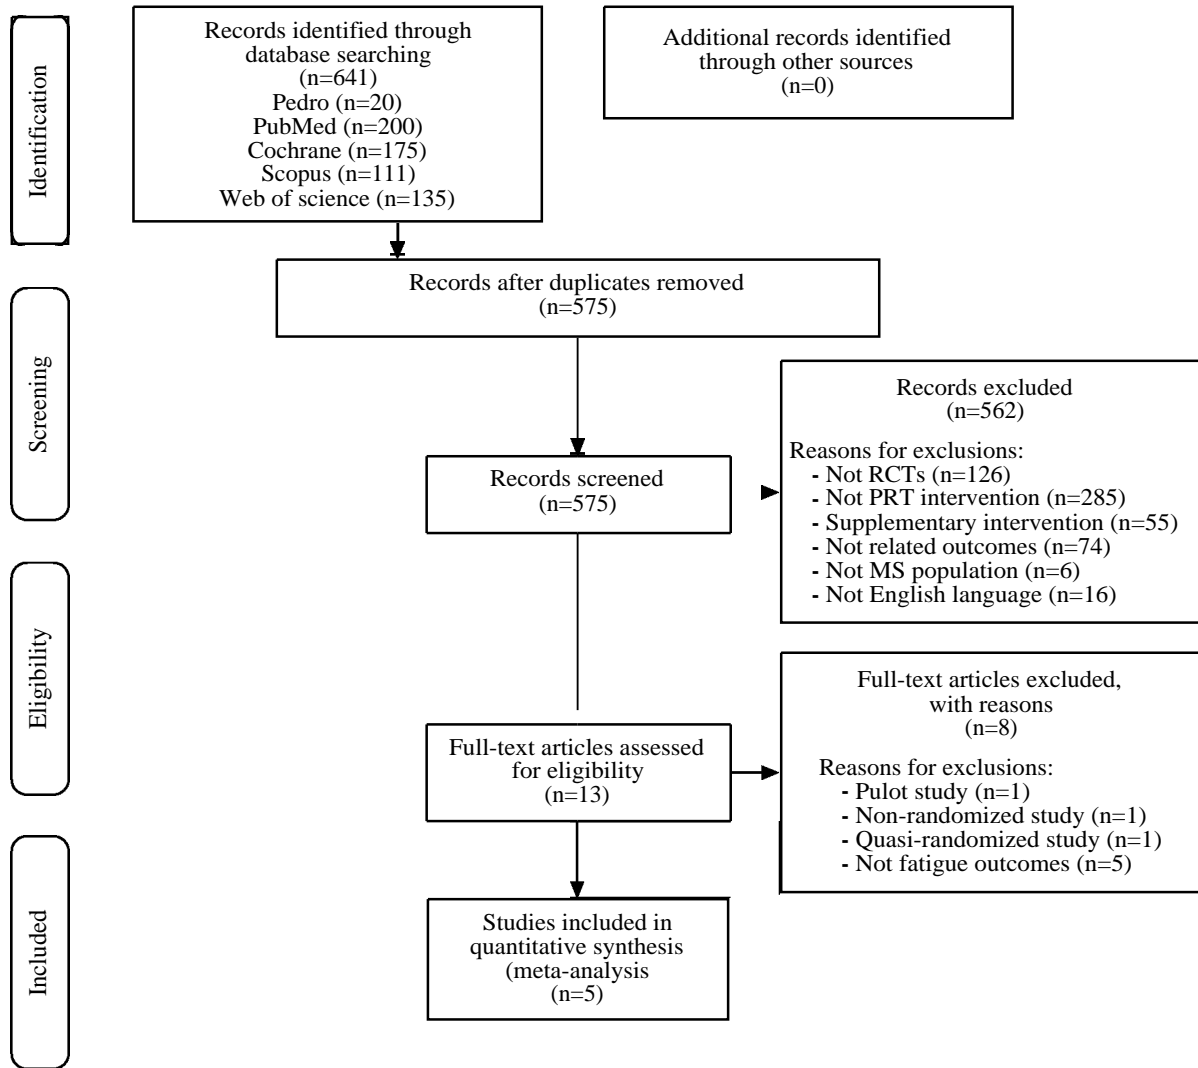 Identification
Records identified through
database searching
(n=641)
Pedro (n=20)
PubMed (n=200)
Cochrane (n=175)
Scopus (n=111)
Web of science (n=135)
Additional records identified
through other sources
(n=0)
Records after duplicates removed
(n=575)
Screening
Records screened
(n=575)
Records excluded
(n=562)
Reasons for exclusions:
- Not RCTs (n=126)
- Not PRT intervention (n=285)
- Supplementary intervention (n=55)
- Not related outcomes (n=74)
- Not MS population (n=6)
- Not English language (n=16)
Eligibility
Full-text articles assessed
for eligibility
(n=13)
Full-text articles excluded,
with reasons
(n=8)
Reasons for exclusions:
- Pulot study (n=1)
- Non-randomized study (n=1)
- Quasi-randomized study (n=1)
- Not fatigue outcomes (n=5)
Included
Studies included in
quantitative synthesis
(meta-analysis
(n=5)